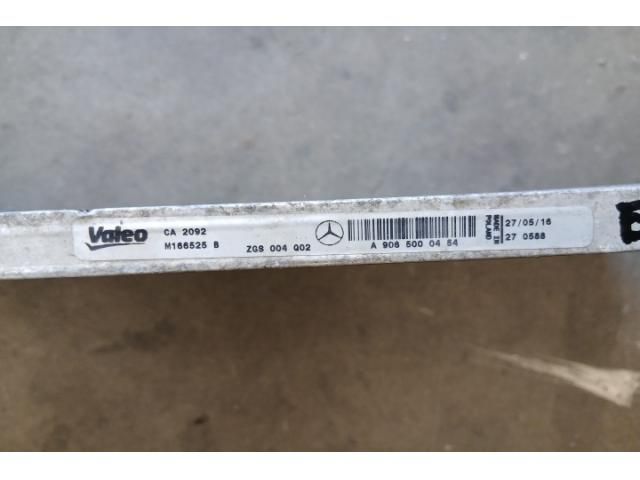 Valeo
CA 2092
M166525 B
ZGS 004 Q02
A 906 500 04 54
MADE IN
POLAND
27/05/16
27 0588